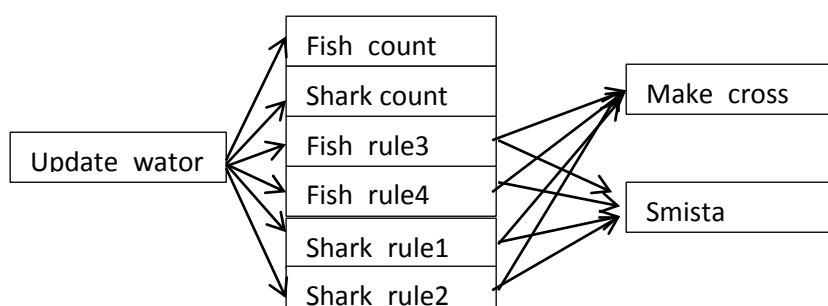 Fish count
Shark count
Make cross
Fish rule3
Update wator
Fish rule4
Smista
Shark rule1
Shark rule2